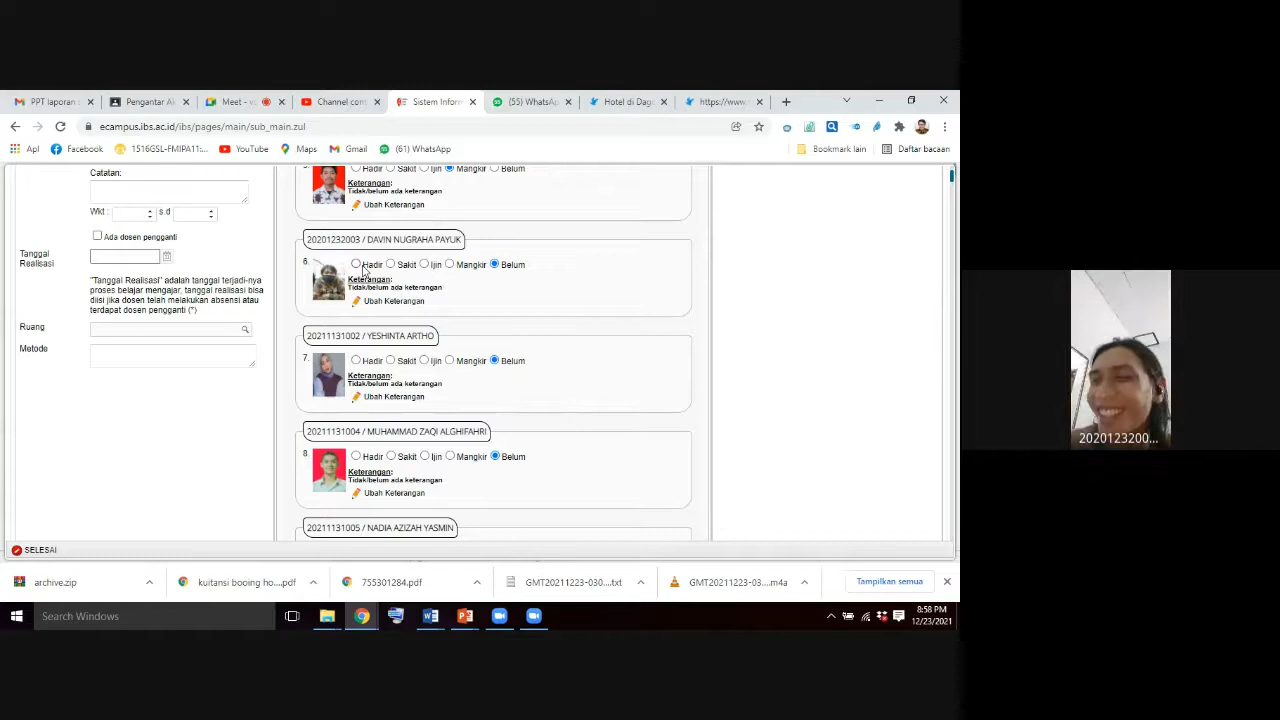 PPT laporan
Pengantar Ak
Meet - vs
Channel cont
Sistem Inform
(55) WhatsAp
Hotel di Dago
https://www.
ecampus.ibs.ac.id/ibs/pages/main/sub_main.zul
Apl
Facebook
1516GSL-FMIPA11:...
YouTube
Maps
Gmail
(61) WhatsApp
Bookmark lain
Daftar bacaan
Catatan:
Wkt : s.d
Ada dosen pengganti
Tanggal
Realisasi
"Tanggal Realisasi" adalah tanggal terjadi-nya
proses belajar mengajar, tanggal realisasi bisa
diisi jika dosen telah melakukan absensi atau
terdapat dosen pengganti (*)
Ruang
Metode
Hadir Sakit Ijin Mangkir Belum
Keterangan:
Tidak/belum ada keterangan
Ubah Keterangan
20201232003 / DAVIN NUGRAHA PAYUK
6.
Hadir Sakit Ijin Mangkir Belum
Keterangan:
Tidak/belum ada keterangan
Ubah Keterangan
20211131002 / YESHINTA ARTHO
7.
Hadir Sakit Ijin Mangkir Belum
Keterangan:
Tidak/belum ada keterangan
Ubah Keterangan
20211131004 / MUHAMMAD ZAQI ALGHIFAHRI
8.
Hadir Sakit Ijin Mangkir Belum
Keterangan:
Tidak/belum ada keterangan
Ubah Keterangan
20211131005 / NADIA AZIZAH YASMIN
SELESAI
archive.zip
kuitansi booing ho....pdf
755301284.pdf
GMT20211223-030....txt
GMT20211223-03....m4a
Tampilkan semua
Search Windows
8:58 PM
12/23/2021
2020123200...